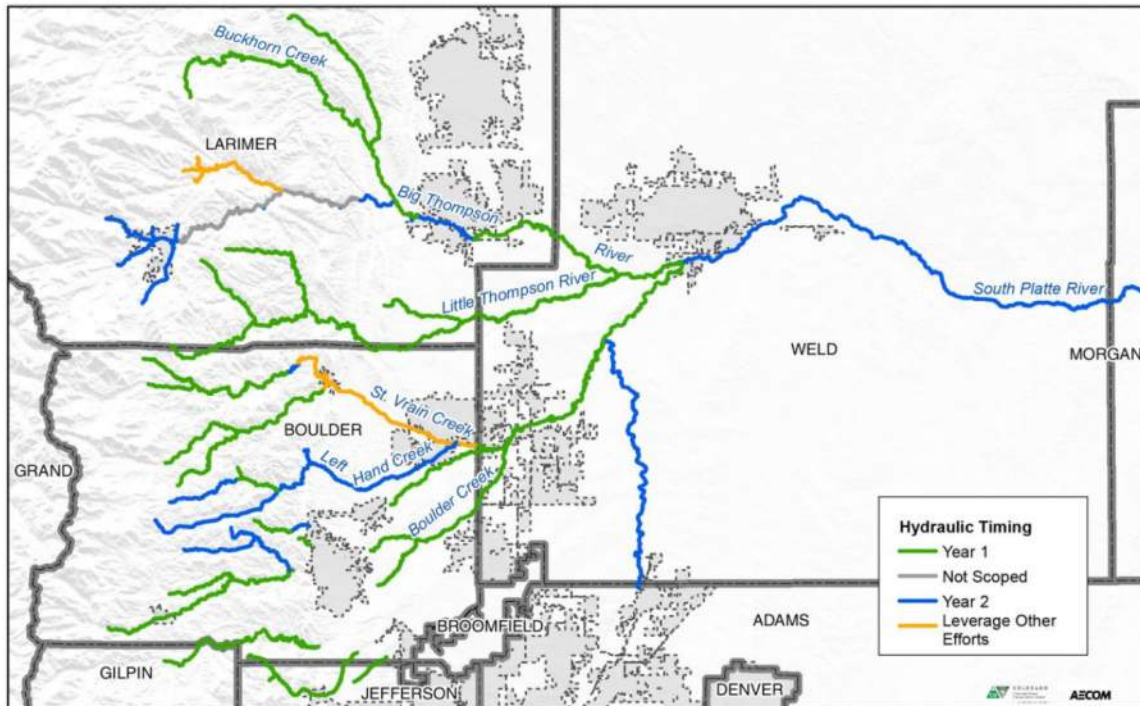 Buckhorn Creek
LARIMER
Big Thompson
River
Little Thompson River
South Platte River
WELD
MORGAN
St. Vrain Creek
BOULDER
GRAND
Left
Hand Creek
Boulder Creek
Hydraulic Timing
Year 1
Not Scoped
Year 2
Leverage Other
Efforts
BROOMFIELD
ADAMS
GILPIN
JEFFERSON
DENVER
COLORADO
AECOM